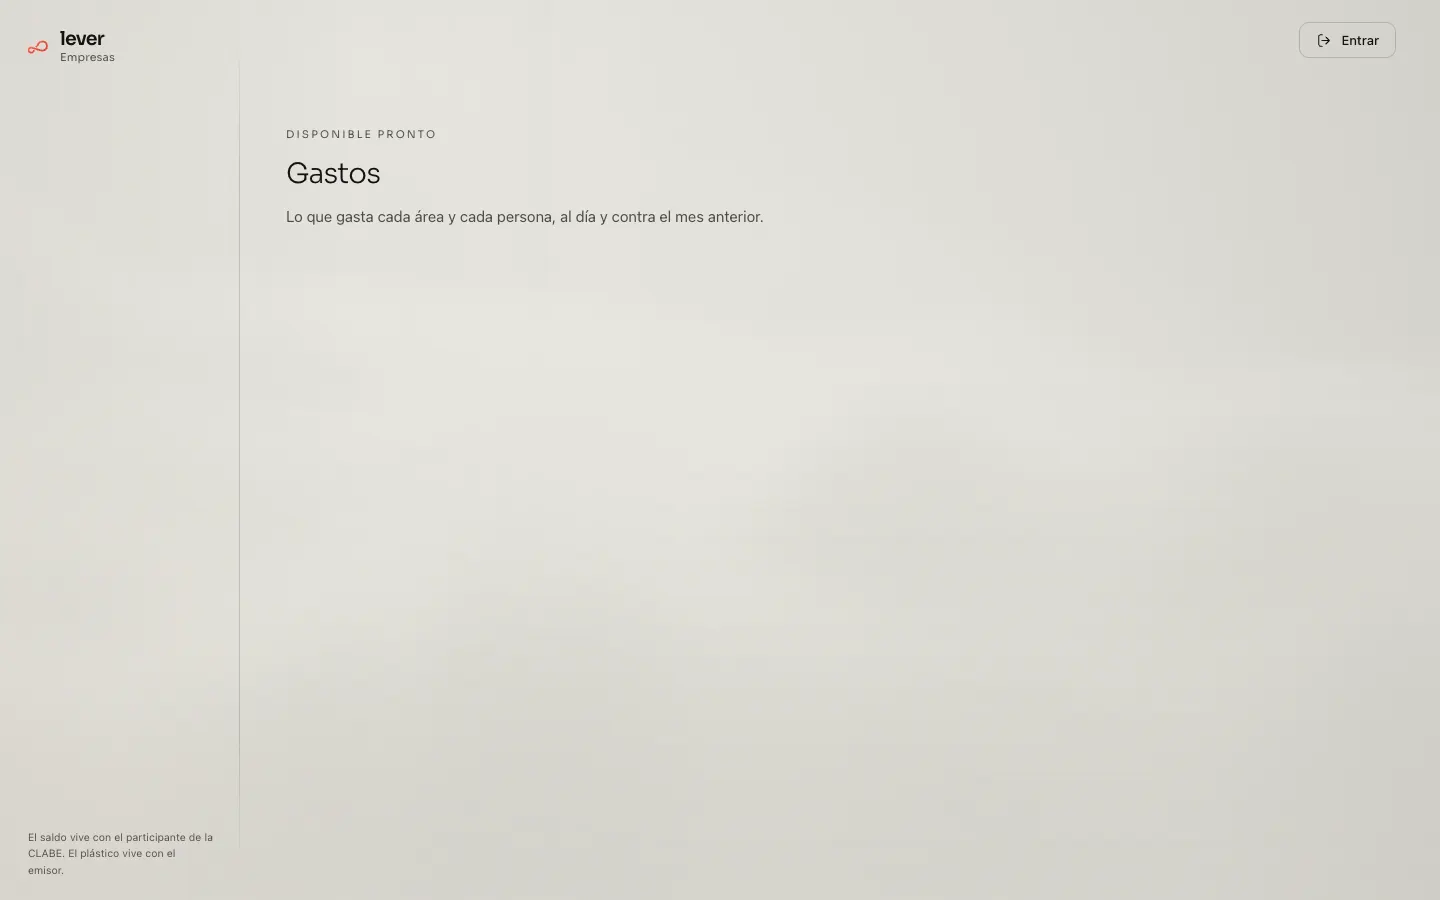 lever
Empresas
Entrar
DISPONIBLE PRONTO
Gastos
Lo que gasta cada área y cada persona, al día y contra el mes anterior.
El saldo vive con el participante de la
CLABE. El plástico vive con el
emisor.